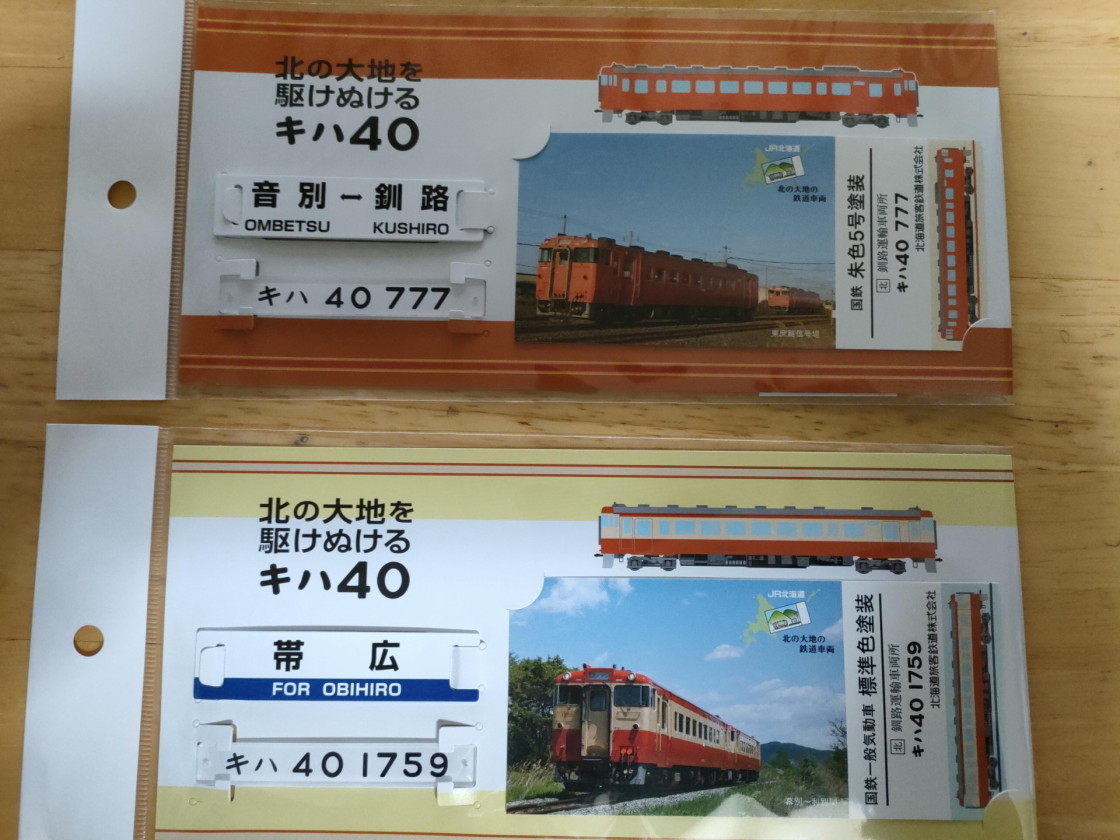 北の大地を
駆けぬける
キハ40
音別ー釧路
OMBETSU KUSHIRO
キハ 40 777
JR北海道
北の大地の
鉄道車両
国鉄 朱色5号塗装
北 釧路運輸車両所
キハ40 777
北海道旅客鉄道株式会社
北の大地を
駆けぬける
キハ40
帯広
FOR OBIHIRO
キハ 40 1759
JR北海道
北の大地の
鉄道車両
国鉄一般気動車 標準色塗装
北 釧路運輸車両所
キハ40 1759
北海道旅客鉄道株式会社